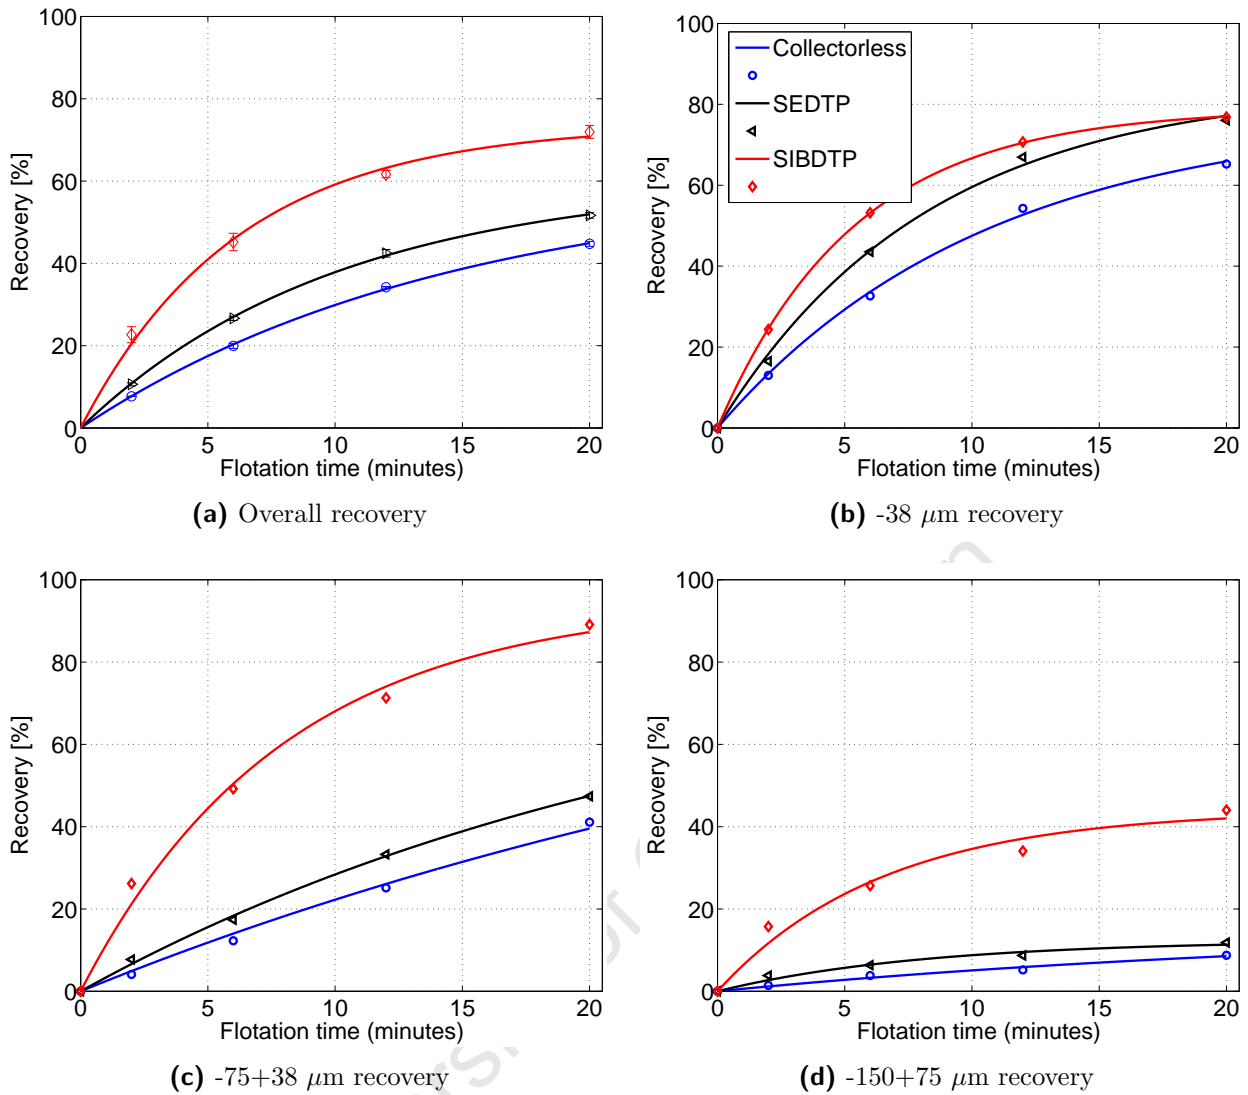 100
80
60
40
20
0
Recovery [%]
0 5 10 15 20
Flotation time (minutes)
(a) Overall recovery
100
80
60
40
20
0
Recovery [%]
Collectorless
SEDTP
SIBDTP
0 5 10 15 20
Flotation time (minutes)
(b) -38 μm recovery
100
80
60
40
20
0
Recovery [%]
0 5 10 15 20
Flotation time (minutes)
(c) -75+38 μm recovery
100
80
60
40
20
0
Recovery [%]
0 5 10 15 20
Flotation time (minutes)
(d) -150+75 μm recovery